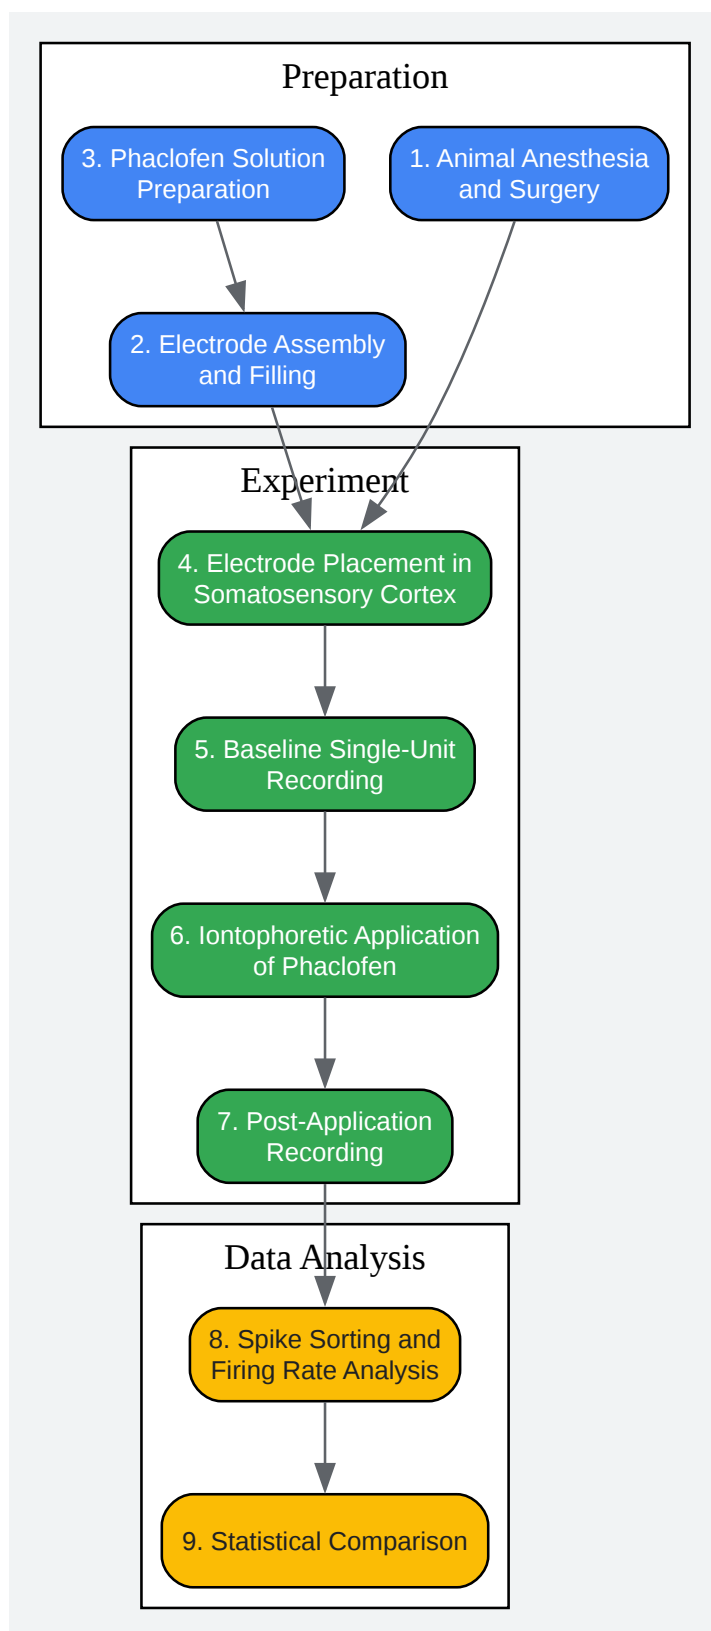 Preparation
3. Phaclofen Solution
Preparation
1. Animal Anesthesia
and Surgery
2. Electrode Assembly
and Filling
Experiment
4. Electrode Placement in
Somatosensory Cortex
5. Baseline Single-Unit
Recording
6. Iontophoretic Application
of Phaclofen
7. Post-Application
Recording
Data Analysis
8. Spike Sorting and
Firing Rate Analysis
9. Statistical Comparison